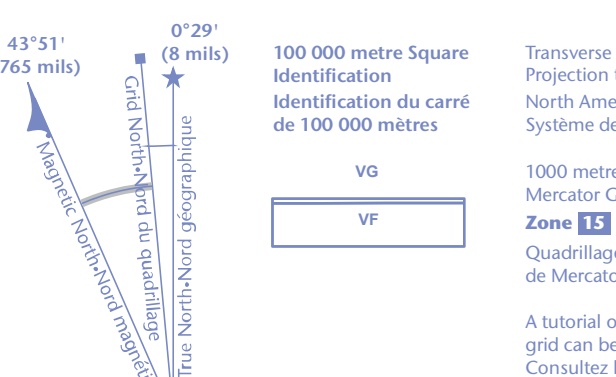 43°51'
765 mils)
0°29'
(8 mils)
Magnetic North•Nord magnéti
Grid North•Nord du quadrillage
True North•Nord géographique
100 000 metre Square
Identification
Identification du carré
de 100 000 mètres
VG
VF
Transverse
Projection
North Ame
Système de
1000 metre
Mercator G
Zone 15
Quadrillage
de Mercato
A tutorial o
grid can be
Consultez l